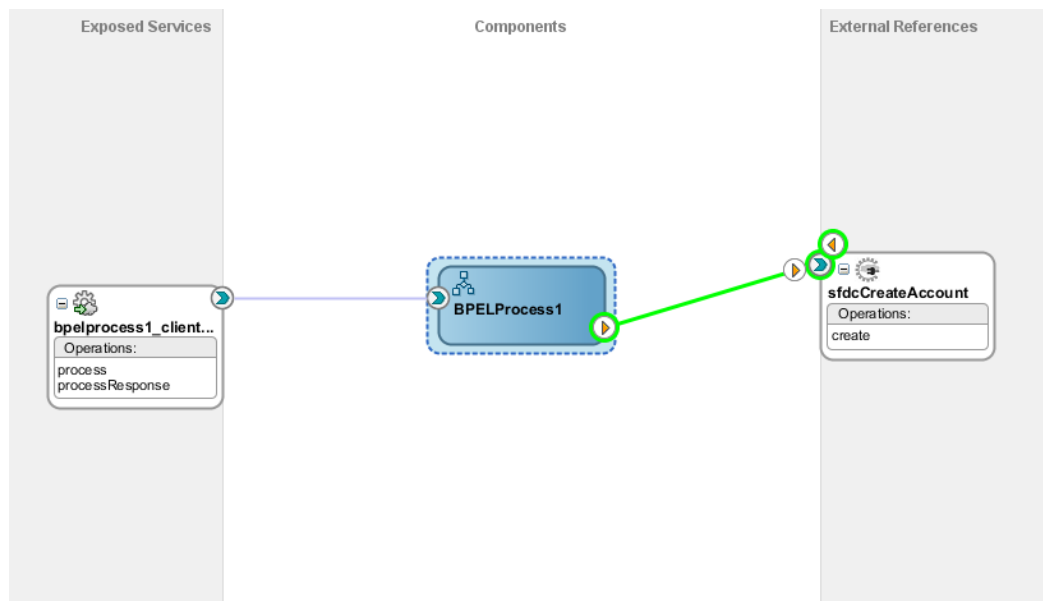 Exposed Services
Components
External References
bpelprocess1_client...
Operations:
process
processResponse
BPELProcess1
sfdcCreateAccount
Operations:
create